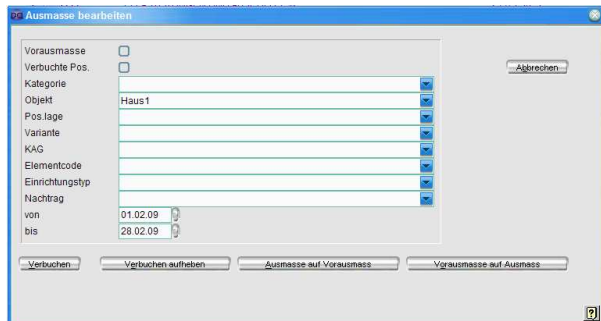 Ausmasse bearbeiten
Vorausmasse
Verbuchte Pos.
Abbrechen
Kategorie
Objekt Haus1
Pos.lage
Variante
KAG
Elementcode
Einrichtungstyp
Nachtrag
von 01.02.09
bis 28.02.09
Verbuchen Verbuchen aufheben Ausmasse auf Vorausmass Vorausmasse auf Ausmass
?